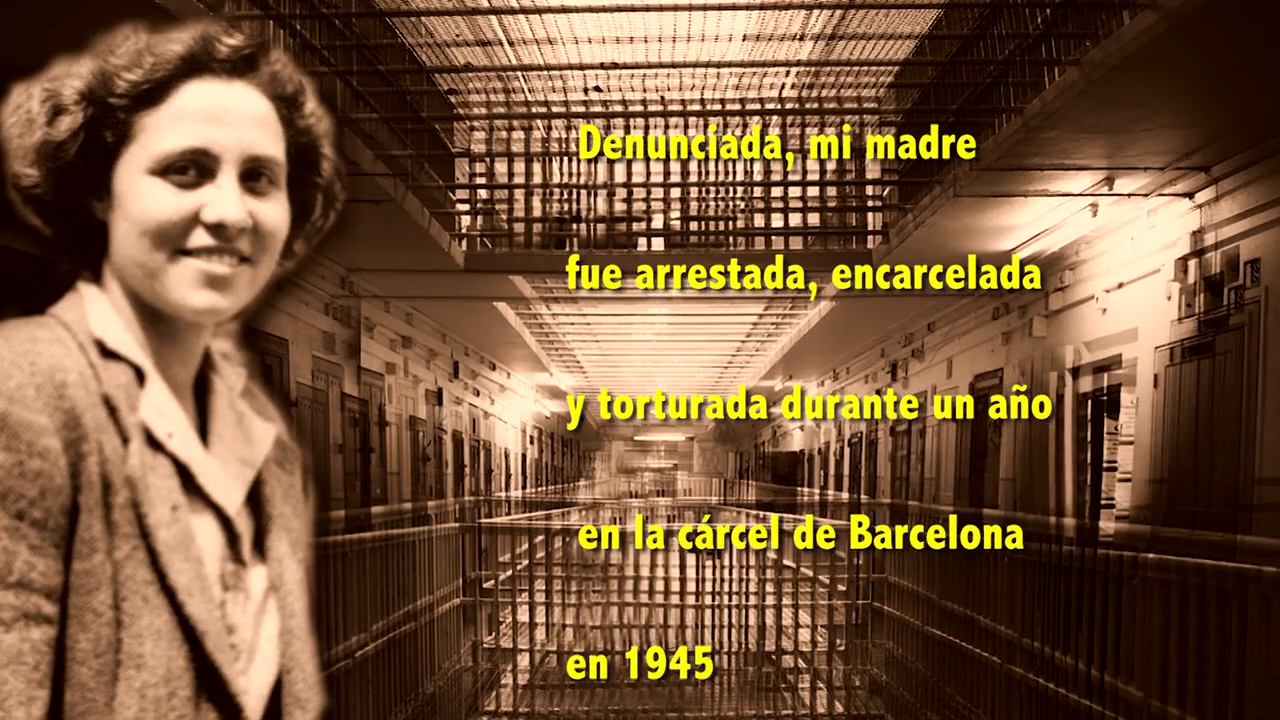 Denunciada, mi madre
fue arrestada, encarcelada
y torturada durante un año
en la cárcel de Barcelona
en 1945